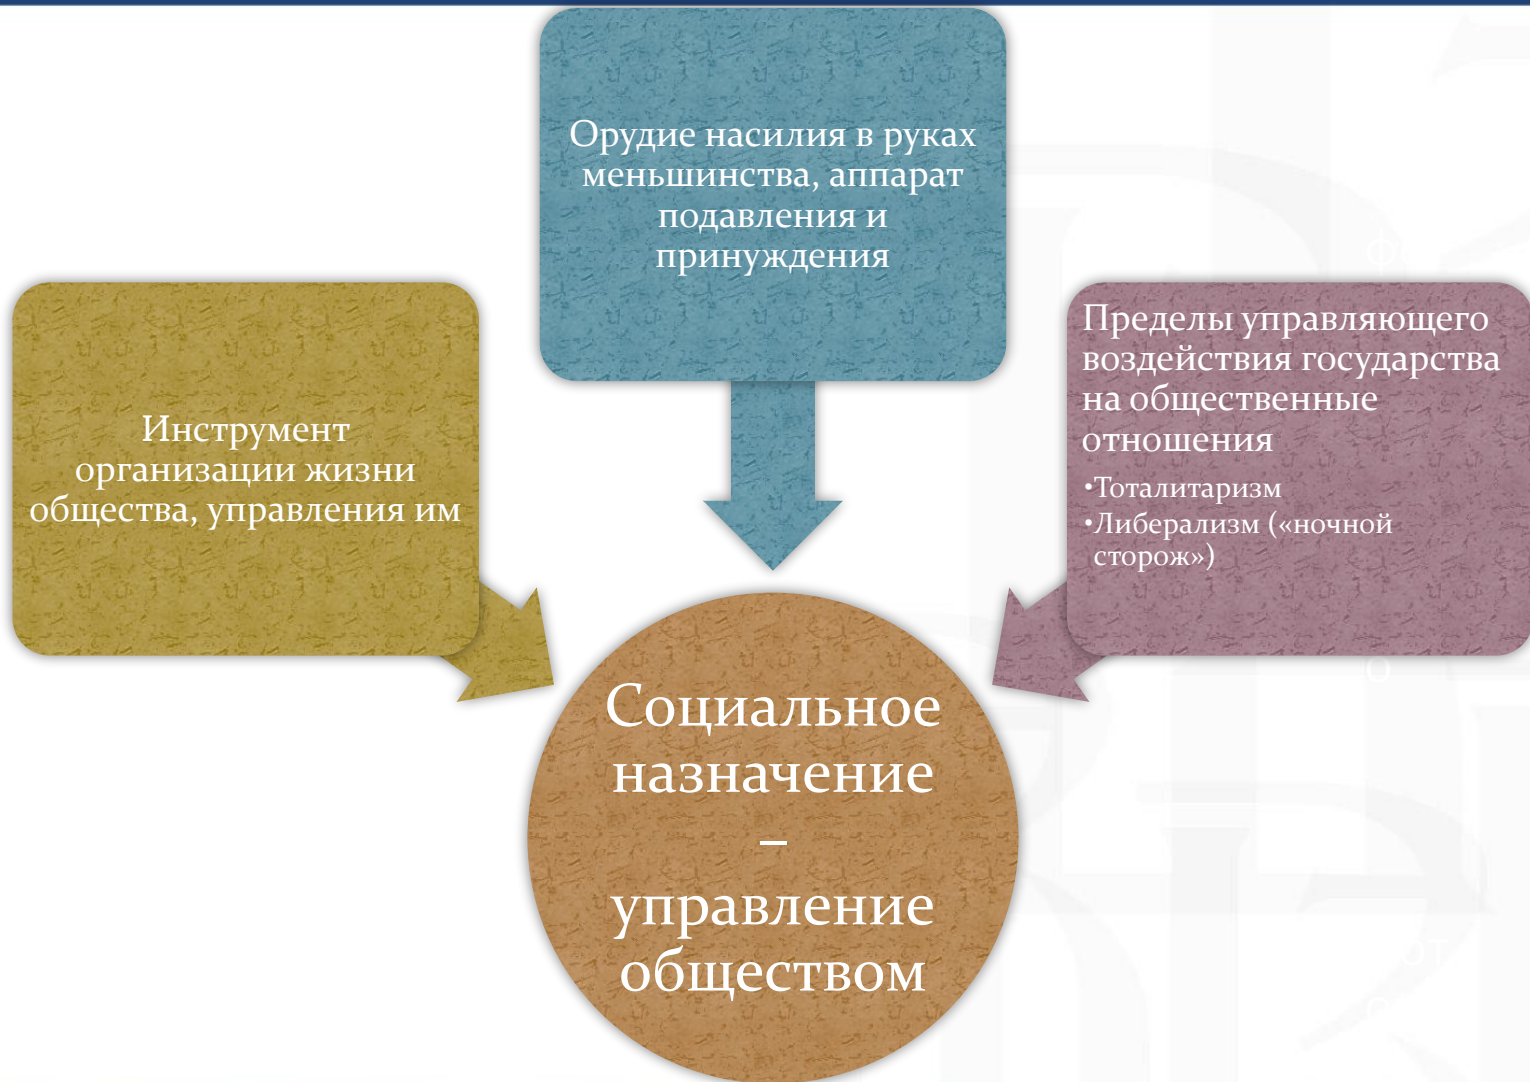 Орудие насилия в руках
меньшинства, аппарат
подавления и
принуждения
Инструмент
организации жизни
общества, управления им
Пределы управляющего
воздействия государства
на общественные
отношения
•Тоталитаризм
•Либерализм («ночной
сторож»)
Социальное
назначение
–
управление
обществом